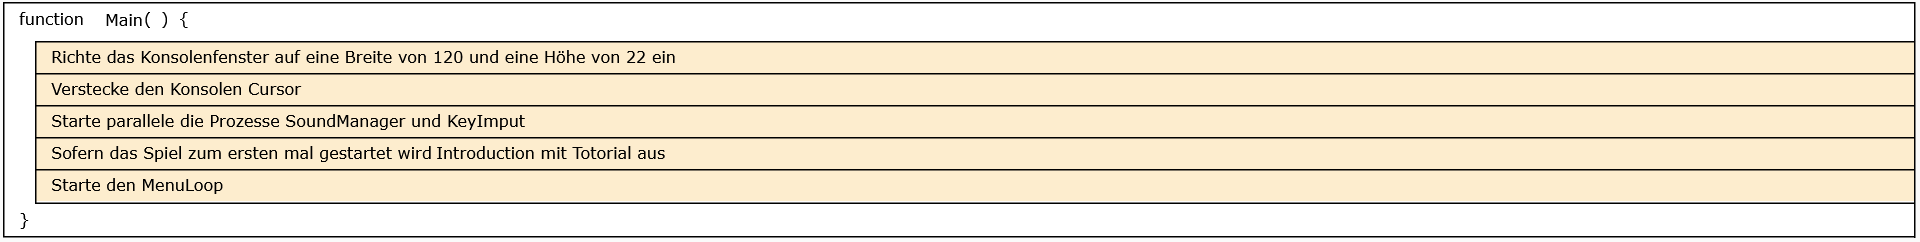 function Main( ) {
Richte das Konsolenfenster auf eine Breite von 120 und eine Höhe von 22 ein
Verstecke den Konsolen Cursor
Starte parallele die Prozesse SoundManager und KeyImput
Sofern das Spiel zum ersten mal gestartet wird Introduction mit Totorial aus
Starte den MenuLoop
}